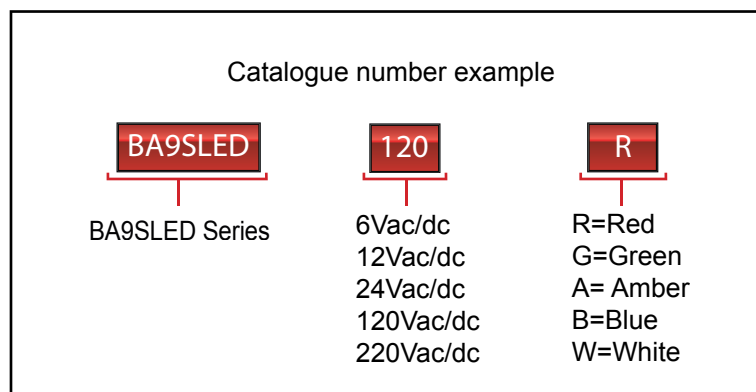 Catalogue number example
BA9SLED 120 R
BA9SLED Series
6Vac/dc
12Vac/dc
24Vac/dc
120Vac/dc
220Vac/dc
R=Red
G=Green
A= Amber
B=Blue
W=White